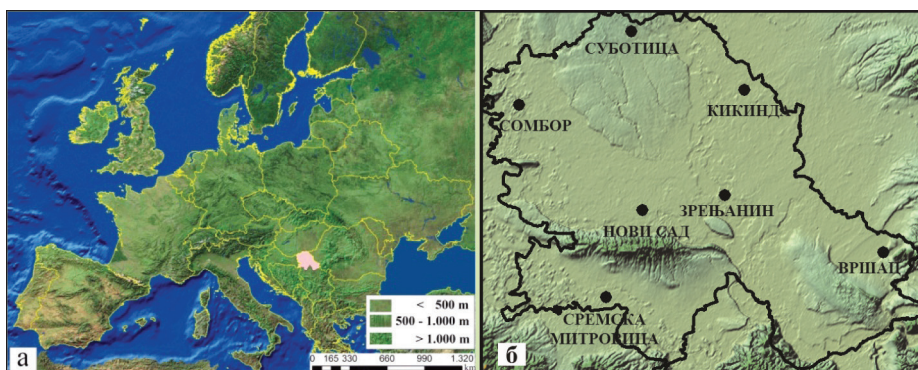 < 500 m
500 - 1.000 m
> 1.000 m
0 165 330 660 990 1.320
km
а
СУБОТИЦА
КИКИНД
СОМБОР
ЗРЕЊАНИН
НОВИ САД
ВРШАЦ
СРЕМСКА
МИТРОВИЦА
б